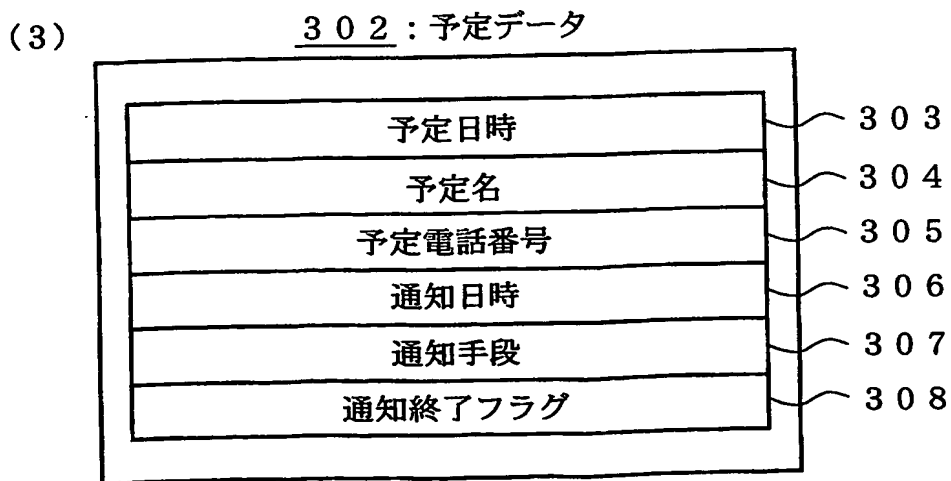 (3) ３０２：予定データ
予定日時 ３０３
予定名 ３０４
予定電話番号 ３０５
通知日時 ３０６
通知手段 ３０７
通知終了フラグ ３０８